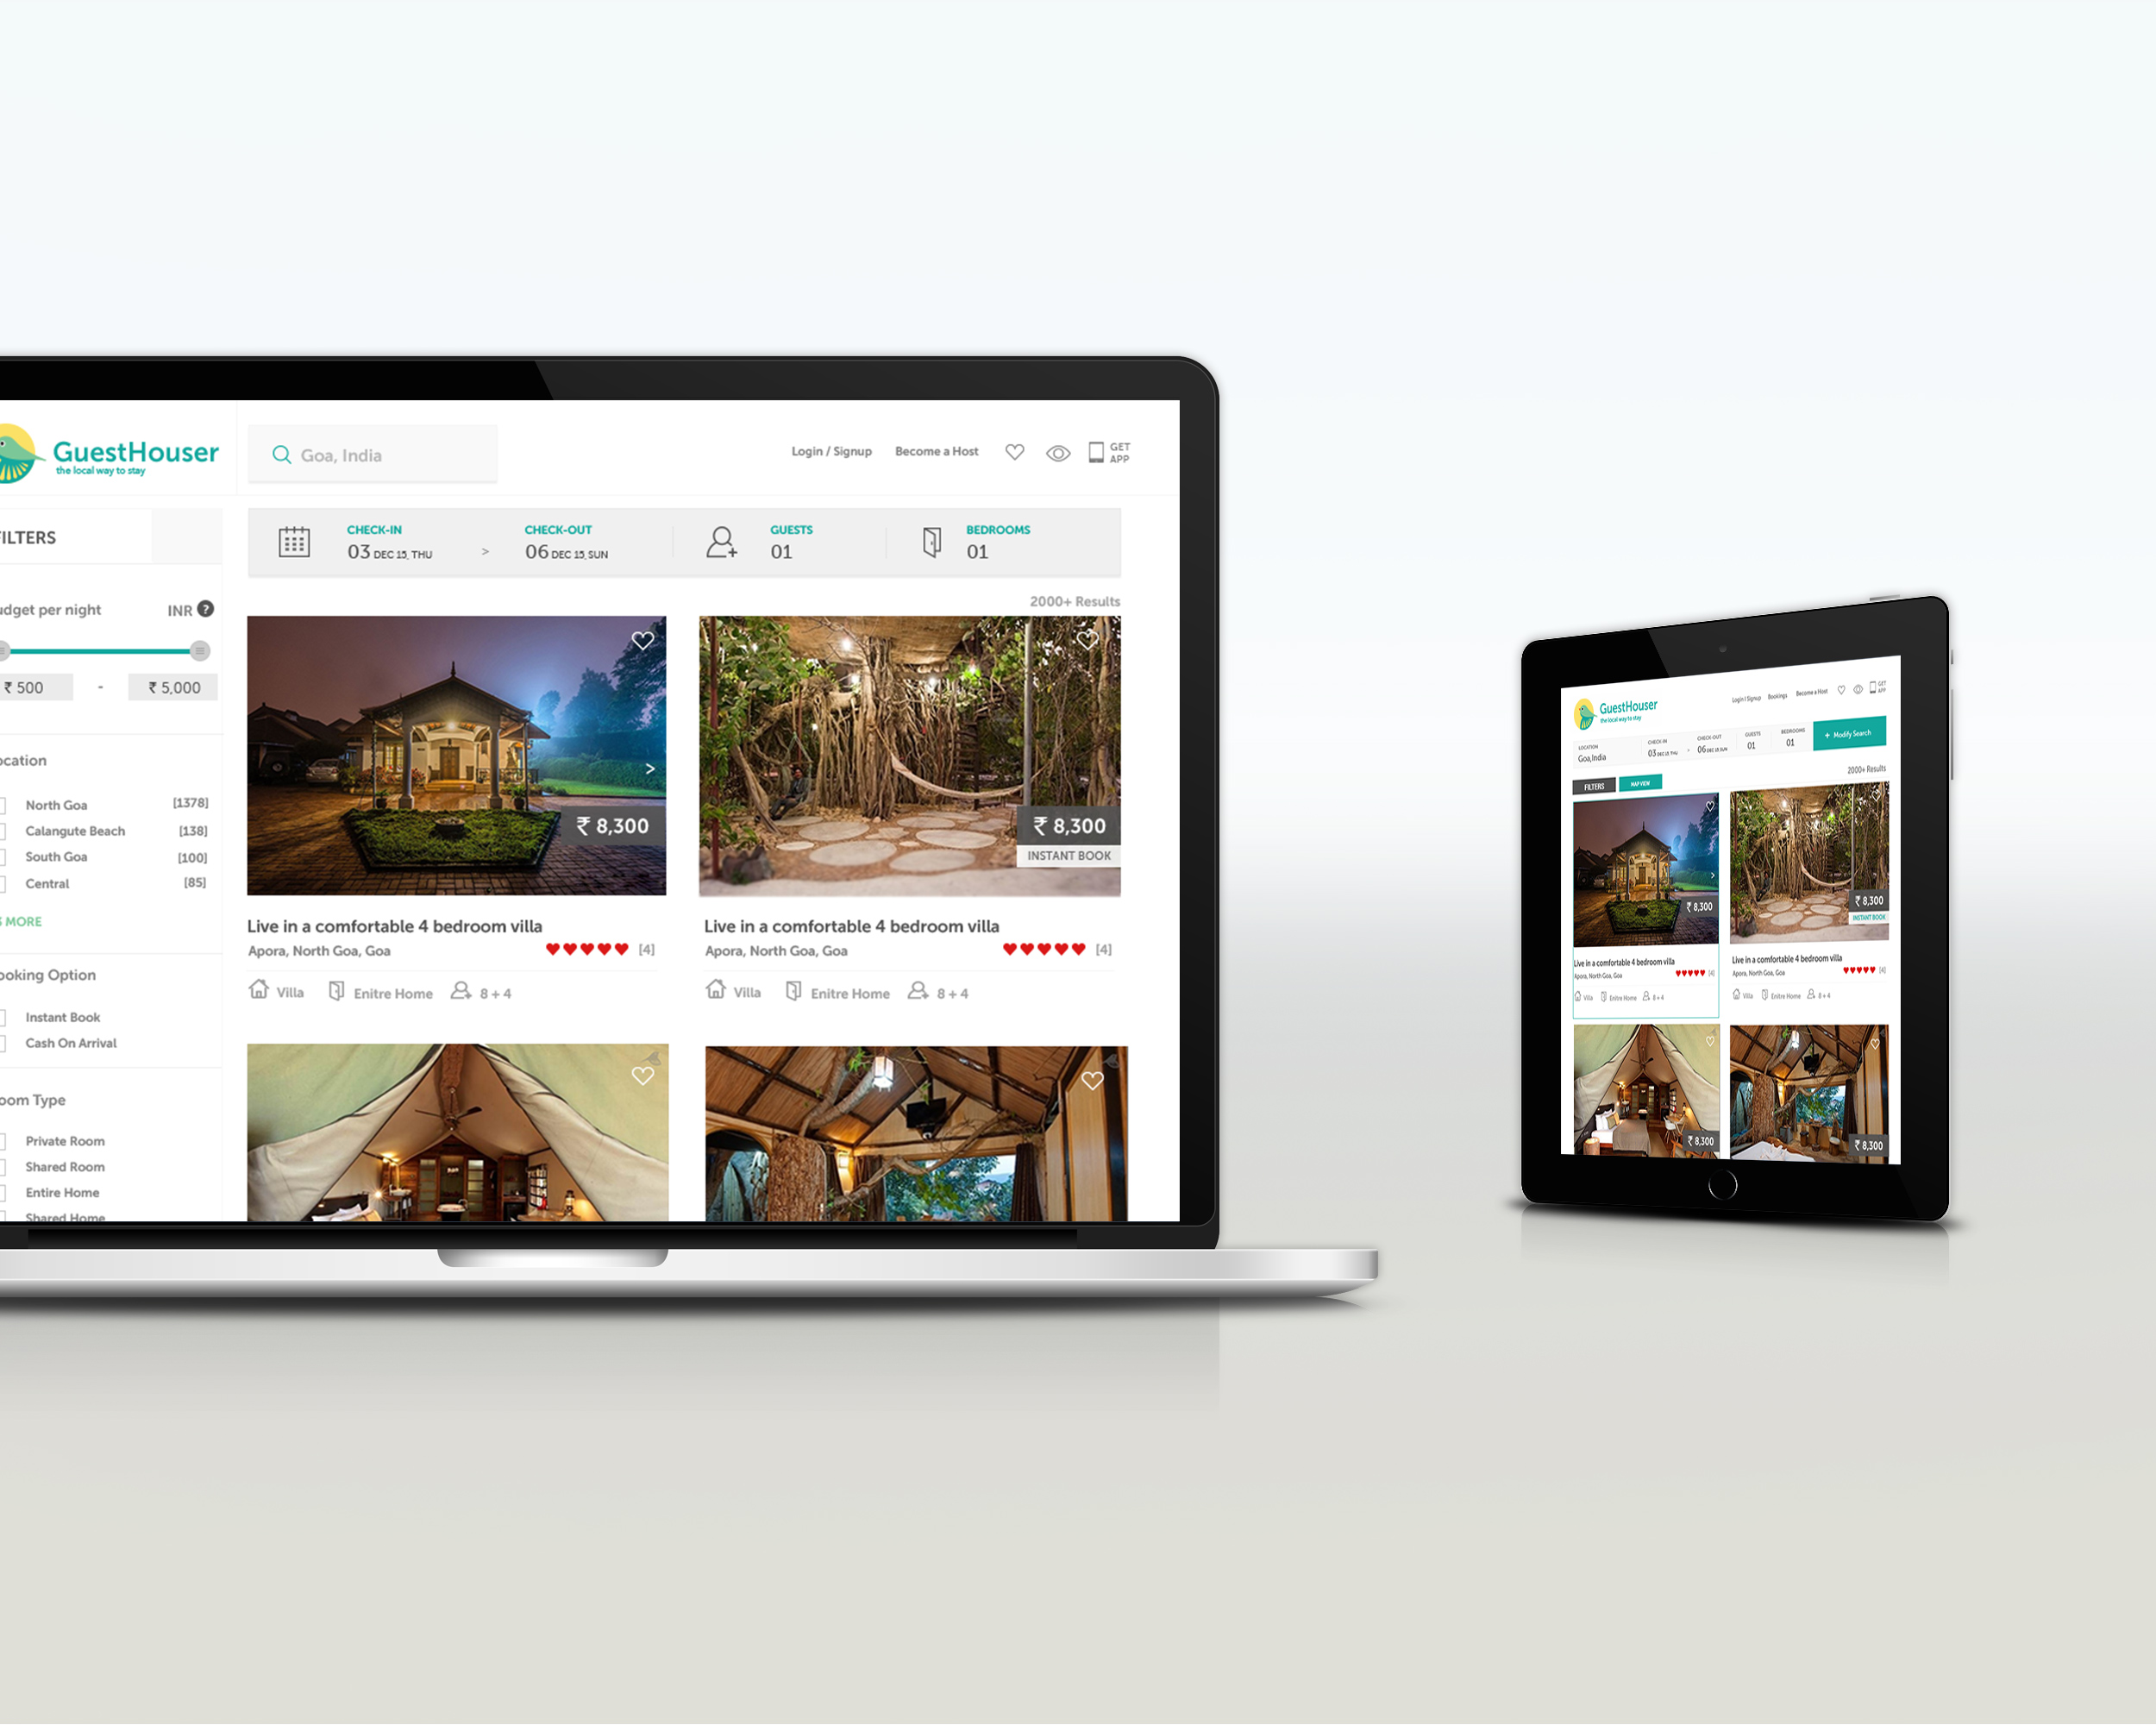 GuestHouser
the local way to stay
Goa, India
Login / Signup
Become a Host
GET
APP
FILTERS
CHECK-IN
03 DEC 15, THU
>
CHECK-OUT
06 DEC 15, SUN
GUESTS
01
BEDROOMS
01
2000+ Results
udget per night
INR ?
₹ 500
-
₹ 5,000
ocation
North Goa [1378]
Calangute Beach [138]
South Goa [100]
Central [85]
S MORE
ooking Option
Instant Book
Cash On Arrival
oom Type
Private Room
Shared Room
Entire Home
Shared Home
>
₹ 8,300
Live in a comfortable 4 bedroom villa
Apora, North Goa, Goa
[4]
Villa
Enitre Home
8 + 4
₹ 8,300
INSTANT BOOK
Live in a comfortable 4 bedroom villa
Apora, North Goa, Goa
[4]
Villa
Enitre Home
8 + 4
GuestHouser
the local way to stay
Login / Signup
Bookings
Become a Host
GET
APP
LOCATION
Goa,India
CHECK-IN
03 DEC 15, THU
>
CHECK-OUT
06 DEC 15, SUN
GUESTS
01
BEDROOMS
01
+ Modify Search
2000+ Results
FILTERS
MAP VIEW
>
₹ 8,300
Live in a comfortable 4 bedroom villa
Apora, North Goa, Goa
[4]
Villa
Enitre Home
8 + 4
₹ 8,300
INSTANT BOOK
Live in a comfortable 4 bedroom villa
Apora, North Goa, Goa
[4]
Villa
Enitre Home
8 + 4
₹ 8,300
₹ 8,300